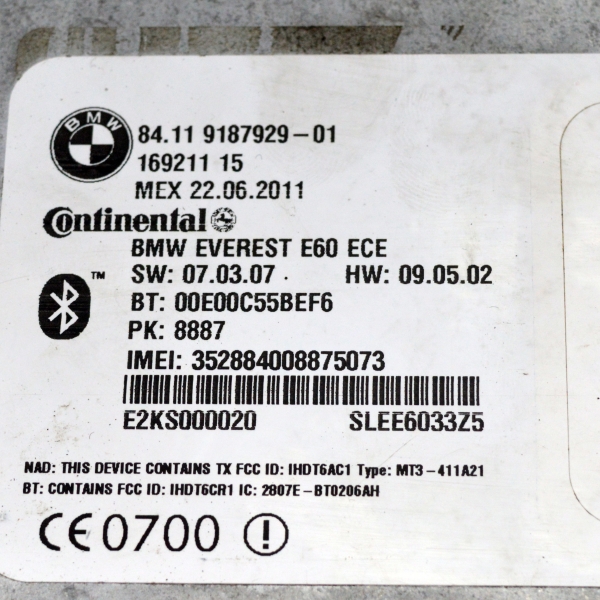 BMW
84.11 9187929-01
169211 15
MEX 22.06.2011
Continental
BMW EVEREST E60 ECE
SW: 07.03.07 HW: 09.05.02
TM
BT: 00E00C55BEF6
PK: 8887
IMEI: 352884008875073
E2KS000020 SLEE6033Z5
NAD: THIS DEVICE CONTAINS TX FCC ID: IHDT6AC1 Type: MT3-411A21
BT: CONTAINS FCC ID: IHDT6CR1 IC: 2807E-BT0206AH
CE0700 !